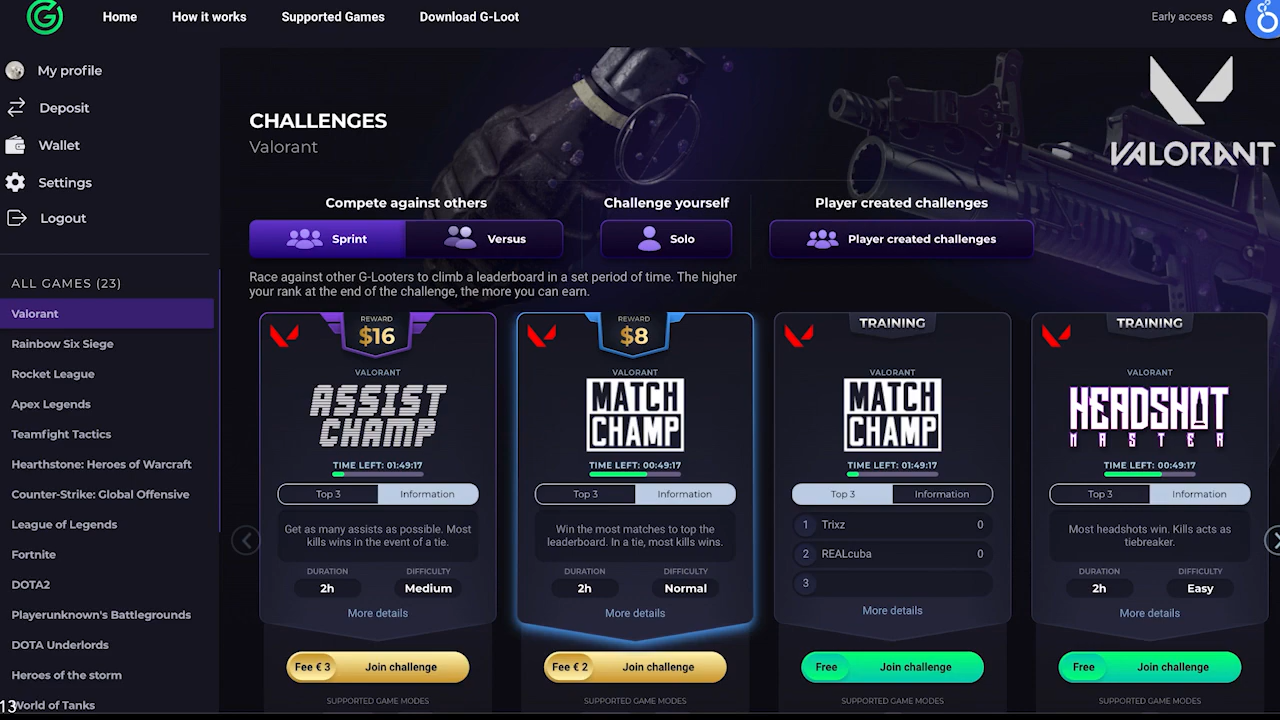 Home
How it works
Supported Games
Download G-Loot
Early access
My profile
Deposit
Wallet
Settings
Logout
ALL GAMES (23)
Valorant
Rainbow Six Siege
Rocket League
Apex Legends
Teamfight Tactics
Hearthstone: Heroes of Warcraft
Counter-Strike: Global Offensive
League of Legends
Fortnite
DOTA2
Playerunknown's Battlegrounds
DOTA Underlords
Heroes of the storm
World of Tanks
13
CHALLENGES
Valorant
VALORANT
Compete against others
Sprint
Versus
Challenge yourself
Solo
Player created challenges
Player created challenges
Race against other G-Looters to climb a leaderboard in a set period of time. The higher
your rank at the end of the challenge, the more you can earn.
REWARD
$16
VALORANT
ASSIST
CHAMP
TIME LEFT: 01:49:17
Top 3
Information
Get as many assists as possible. Most
kills wins in the event of a tie.
DURATION
DIFFICULTY
2h
Medium
More details
Fee € 3
Join challenge
SUPPORTED GAME MODES
REWARD
$8
VALORANT
MATCH
CHAMP
TIME LEFT: 00:49:17
Top 3
Information
Win the most matches to top the
leaderboard. In a tie, most kills wins.
DURATION
DIFFICULTY
2h
Normal
More details
Fee € 2
Join challenge
SUPPORTED GAME MODES
TRAINING
VALORANT
MATCH
CHAMP
TIME LEFT: 01:49:17
Top 3
Information
1 Trixz 0
2 REALcuba 0
3
More details
Free
Join challenge
SUPPORTED GAME MODES
TRAINING
VALORANT
HEADSHOT
MASTER
TIME LEFT: 00:49:17
Top 3
Information
Most headshots win. Kills acts as
tiebreaker.
DURATION
DIFFICULTY
2h
Easy
More details
Free
Join challenge
SUPPORTED GAME MODES